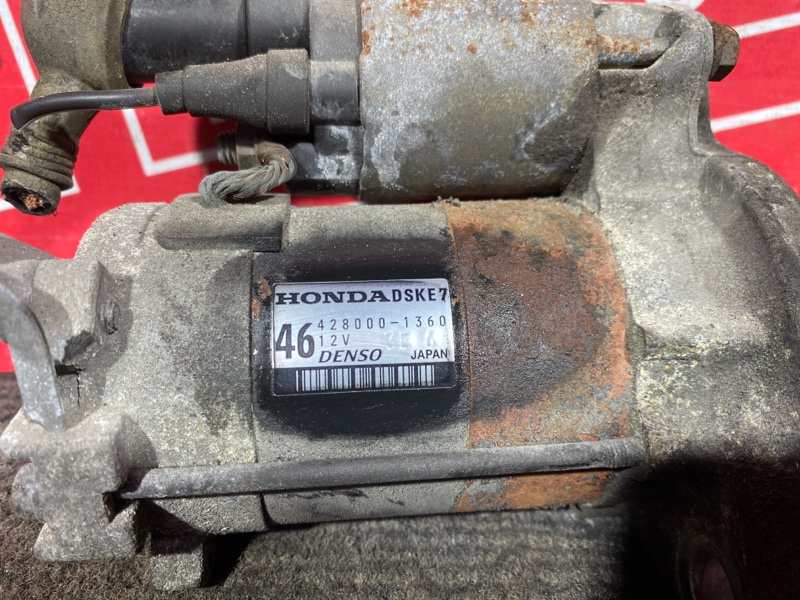 HONDA DSKE7
46 428000-1360
12V
DENSO JAPAN